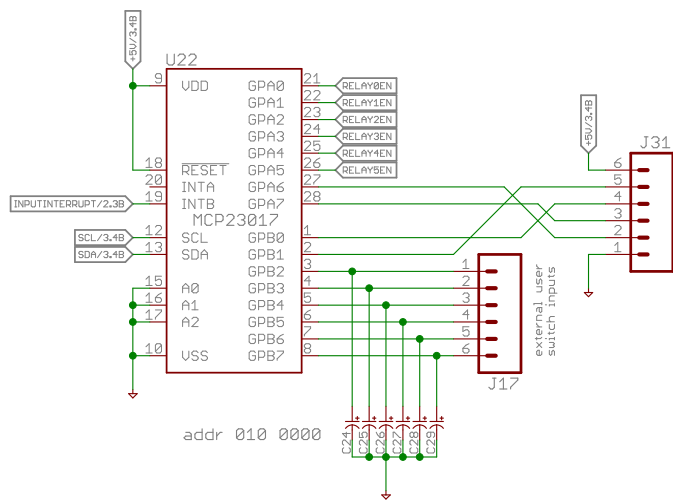 +5V/3.4B
U22
9 VDD GPA0 21 RELAY0EN
GPA1 22 RELAY1EN
GPA2 23 RELAY2EN
GPA3 24 RELAY3EN
GPA4 25 RELAY4EN
18 RESET GPA5 26 RELAY5EN
20 INTA GPA6 27
INPUTINTERRUPT/2.3B 19 INTB GPA7 28
MCP23017
SCL/3.4B 12 SCL GPB0 1
SDA/3.4B 13 SDA GPB1 2
GPB2 3
15 A0 GPB3 4
16 A1 GPB4 5
17 A2 GPB5 6
GPB6 7
10 VSS GPB7 8
+5V/3.4B
J31
6
5
4
3
2
1
1
2
3
4
5
6
J17
external user
switch inputs
addr 010 0000
C24
C25
C26
C27
C28
C29
+
+
+
+
+
+